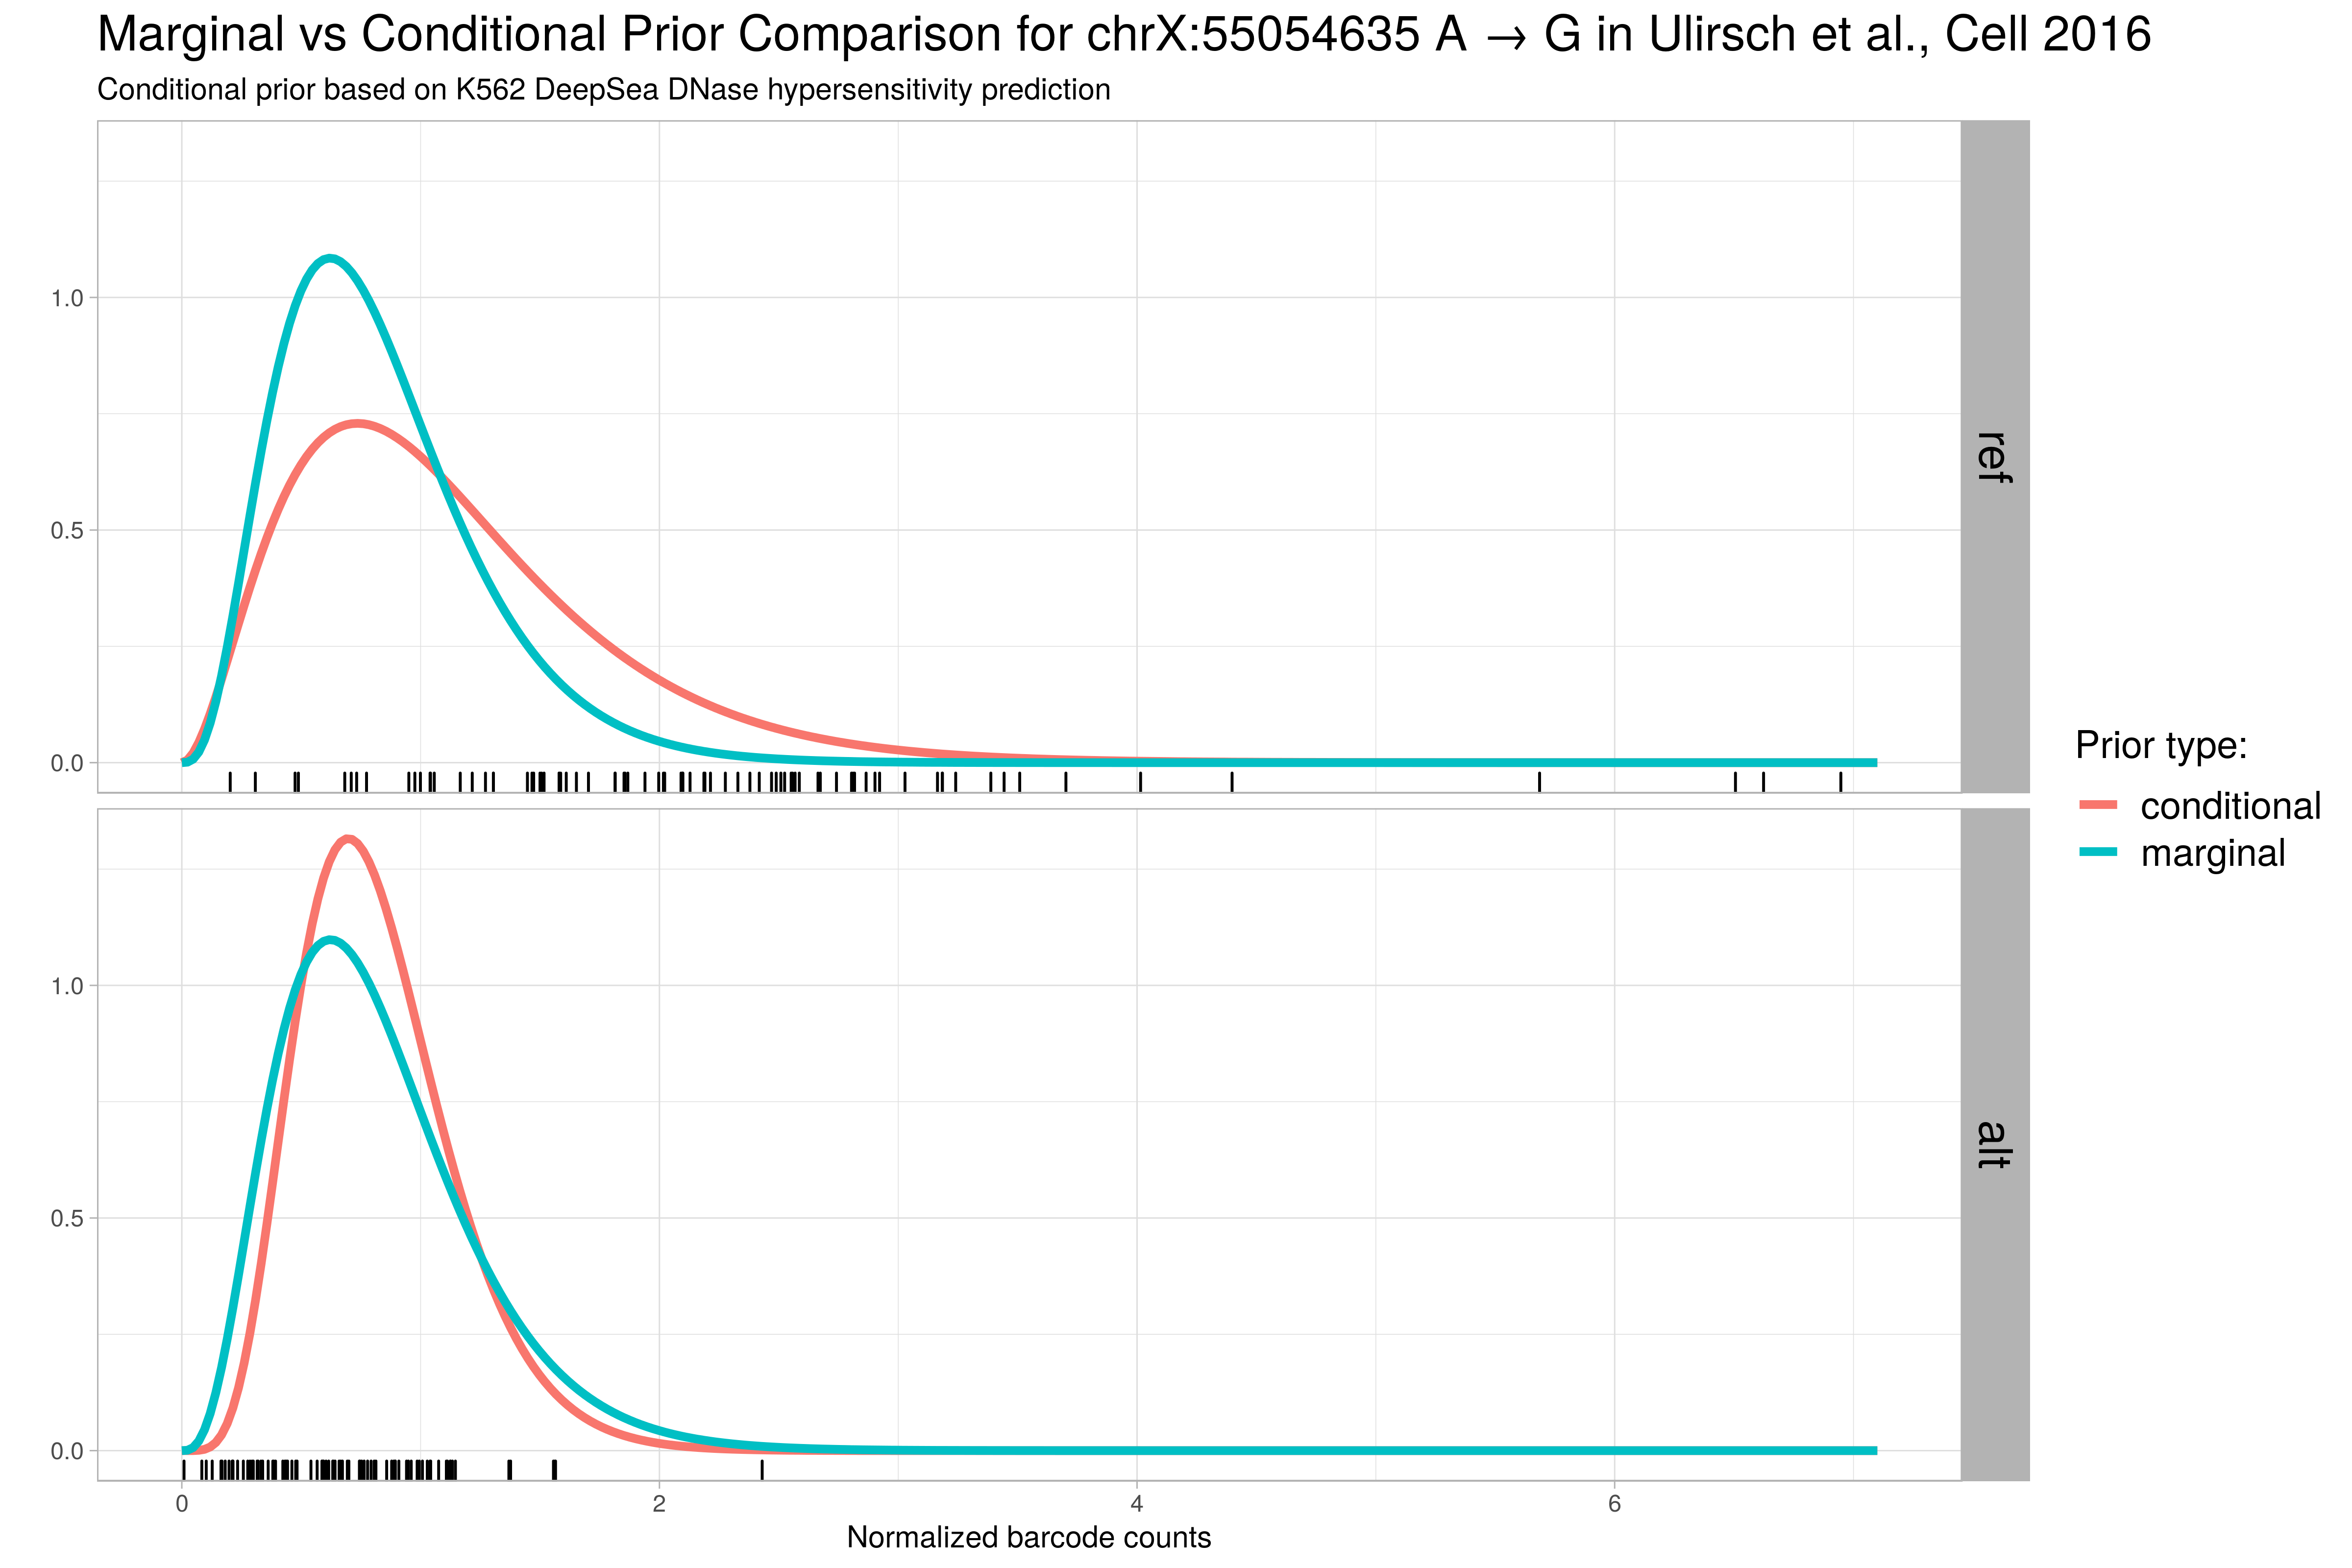 Marginal vs Conditional Prior Comparison for chrX:55054635 A → G in Ulirsch et al., Cell 2016
Conditional prior based on K562 DeepSea DNase hypersensitivity prediction
1.0
0.5
0.0
ref
1.0
0.5
0.0
alt
0 2 4 6
Normalized barcode counts
Prior type:
conditional
marginal